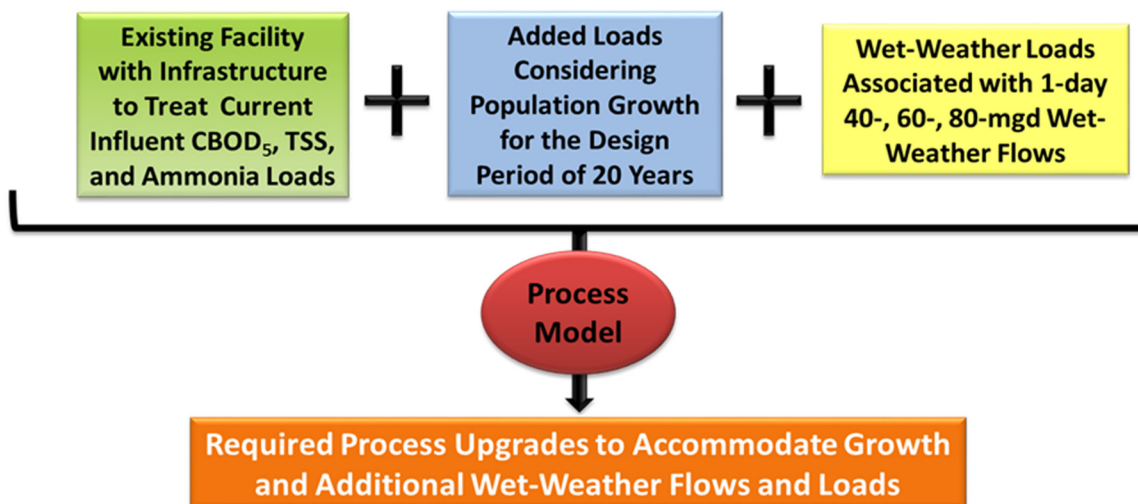 Existing Facility
with Infrastructure
to Treat Current
Influent CBOD₅, TSS,
and Ammonia Loads
+
Added Loads
Considering
Population Growth
for the Design
Period of 20 Years
+
Wet-Weather Loads
Associated with 1-day
40-, 60-, 80-mgd Wet-
Weather Flows
Process
Model
Required Process Upgrades to Accommodate Growth
and Additional Wet-Weather Flows and Loads